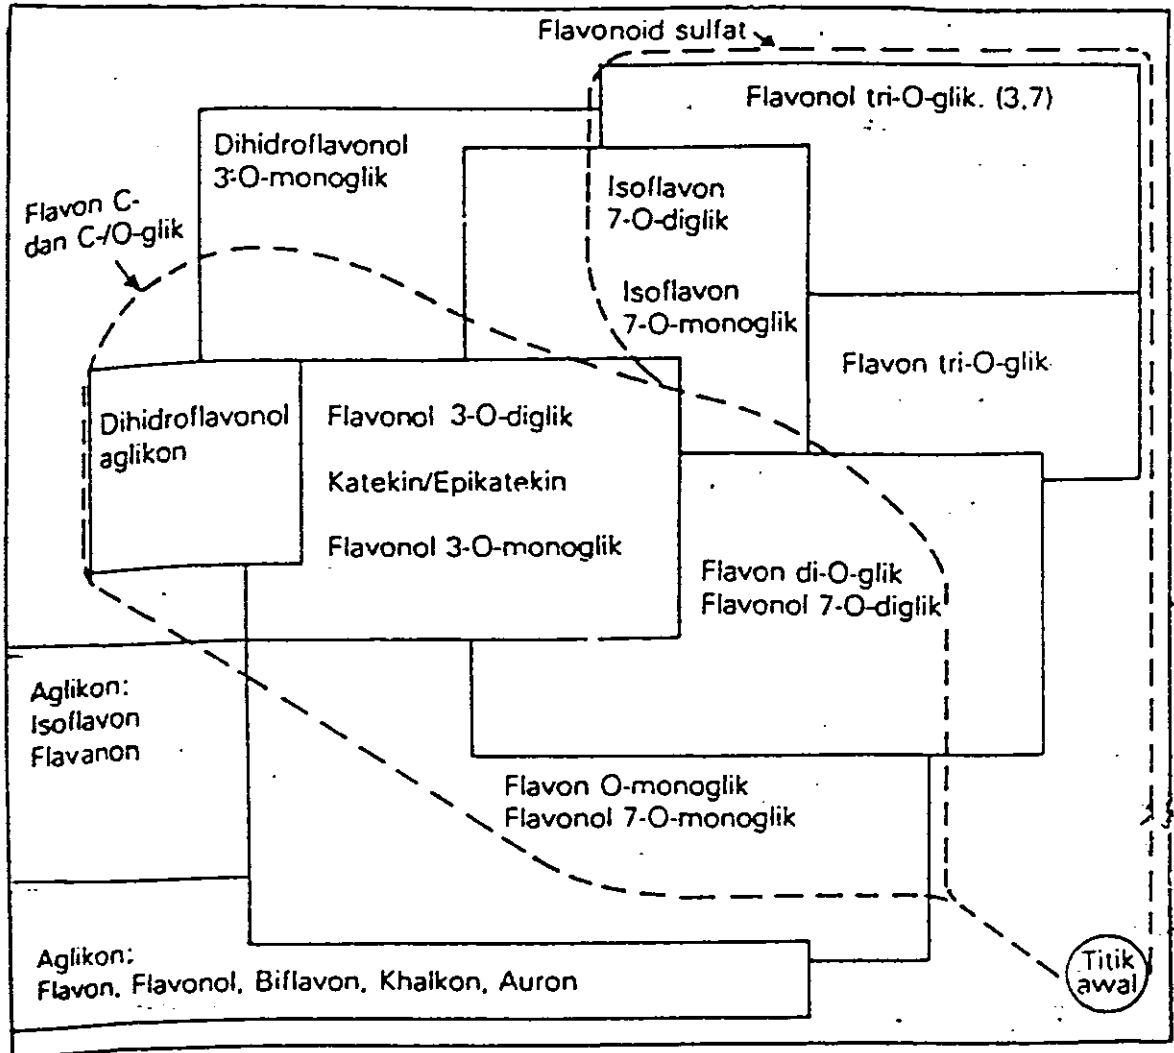 Flavonoid sulfat
Flavonol tri-O-glik. (3,7)
Dihidroflavonol
3-O-monoglik
Isoflavon
7-O-diglik
Flavon C-
dan C-/O-glik
Isoflavon
7-O-monoglik
Flavon tri-O-glik
Dihidroflavonol
aglikon
Flavonol 3-O-diglik
Katekin/Epikatekin
Flavonol 3-O-monoglik
Flavon di-O-glik
Flavonol 7-O-diglik
Aglikon:
Isoflavon
Flavanon
Flavon O-monoglik
Flavonol 7-O-monoglik
Aglikon:
Flavon, Flavonol, Biflavon, Khalkon, Auron
Titik
awal